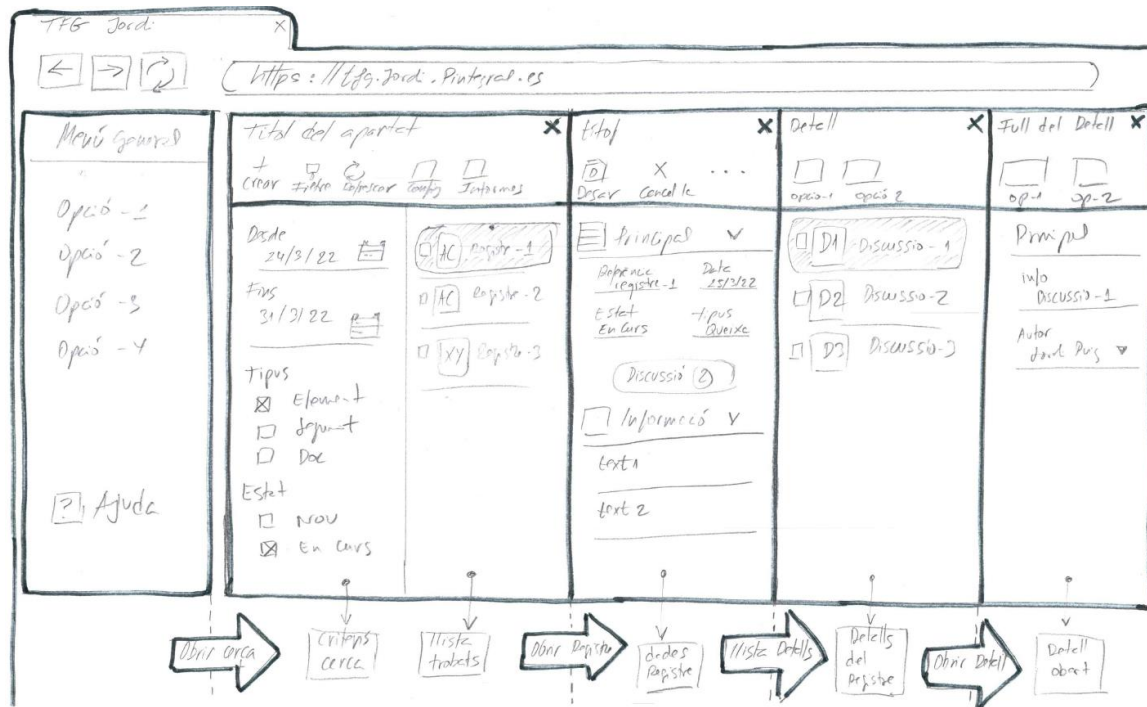 TFG Jordi X
https://tfg.Jordi.Pintegral.es
Menú General
Opció-1
Opció-2
Opció-3
Opció-4
? Ajuda
Títol del apartat X
+ Crear Filtre Refrescar Config Informes
Desde
24/3/22
Fins
31/3/22
Tipus
Element
Doc
Estat
Nou
En curs
AC Registre-1
AC Registre-2
XY Registre-3
X
Desar Cancel·la ...
Principal
Referència Data
registre-1 25/3/22
Estat tipus
En curs Queixa
Discussió 2
Informació
text 1
text 2
Detall X
opció-1 opció 2
D1 Discussió-1
D2 Discussió-2
D3 Discussió-3
Full del Detall X
op-1 op-2
Principal
info
Discussió-1
Autor
Jordi Puig
Obrir cerca
Criteris
cerca
llista
trobats
Obrir Registre
dades
Registre
llista Detalls
Detalls
del
Registre
Obrir Detall
Detall
obert